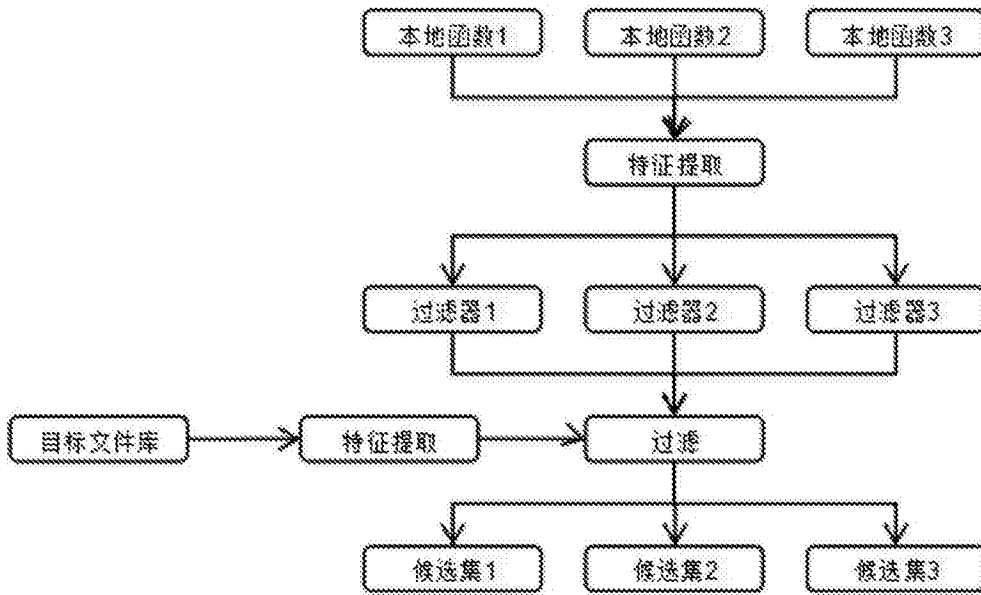 本地函数1
本地函数2
本地函数3
特征提取
过滤器1
过滤器2
过滤器3
目标文件库
特征提取
过滤
候选集1
候选集2
候选集3